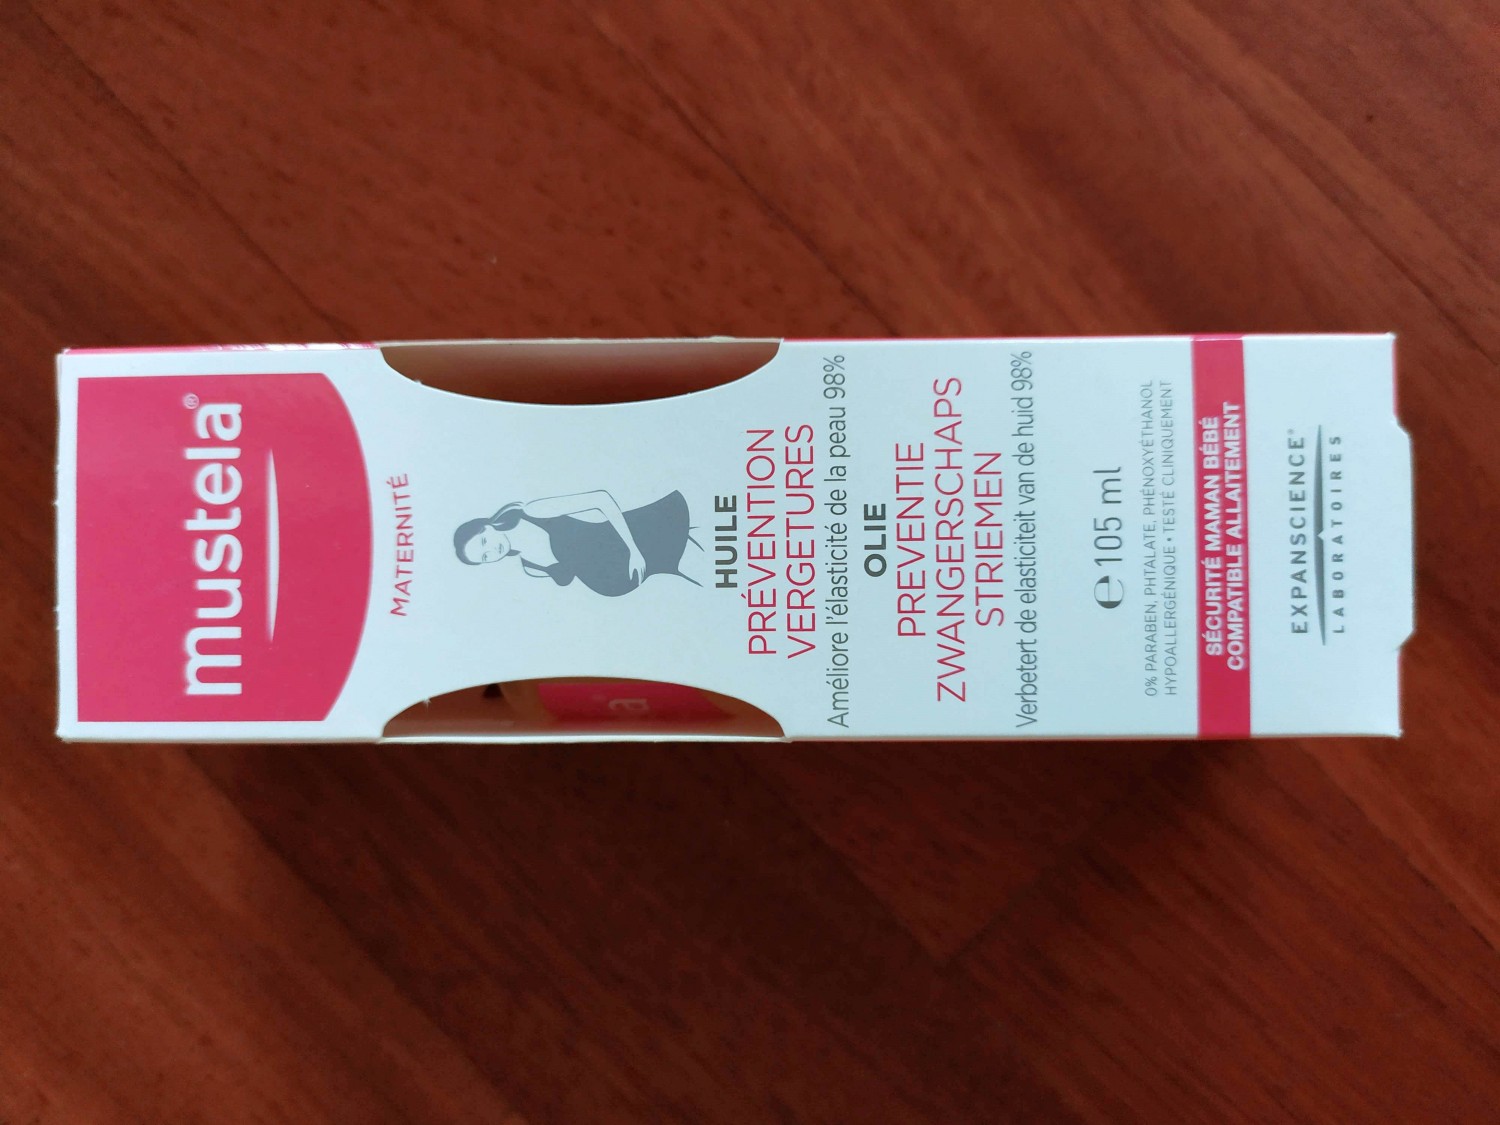 mustela®
MATERNITÉ
HUILE
PRÉVENTION
VERGETURES
Améliore l'élasticité de la peau 98%
OLIE
PREVENTIE
ZWANGERSCHAPS
STRIEMEN
Verbetert de elasticiteit van de huid 98%
℮ 105 ml
0% PARABEN, PHTALATE, PHÉNOXYÉTHANOL
HYPOALLERGÉNIQUE • TESTÉ CLINIQUEMENT
SÉCURITÉ MAMAN BÉBÉ
COMPATIBLE ALLAITEMENT
EXPANSCIENCE®
LABORATOIRES